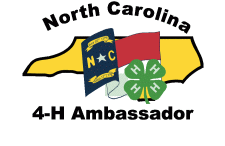 North Carolina
N ★ C
H H H H
4-H Ambassador